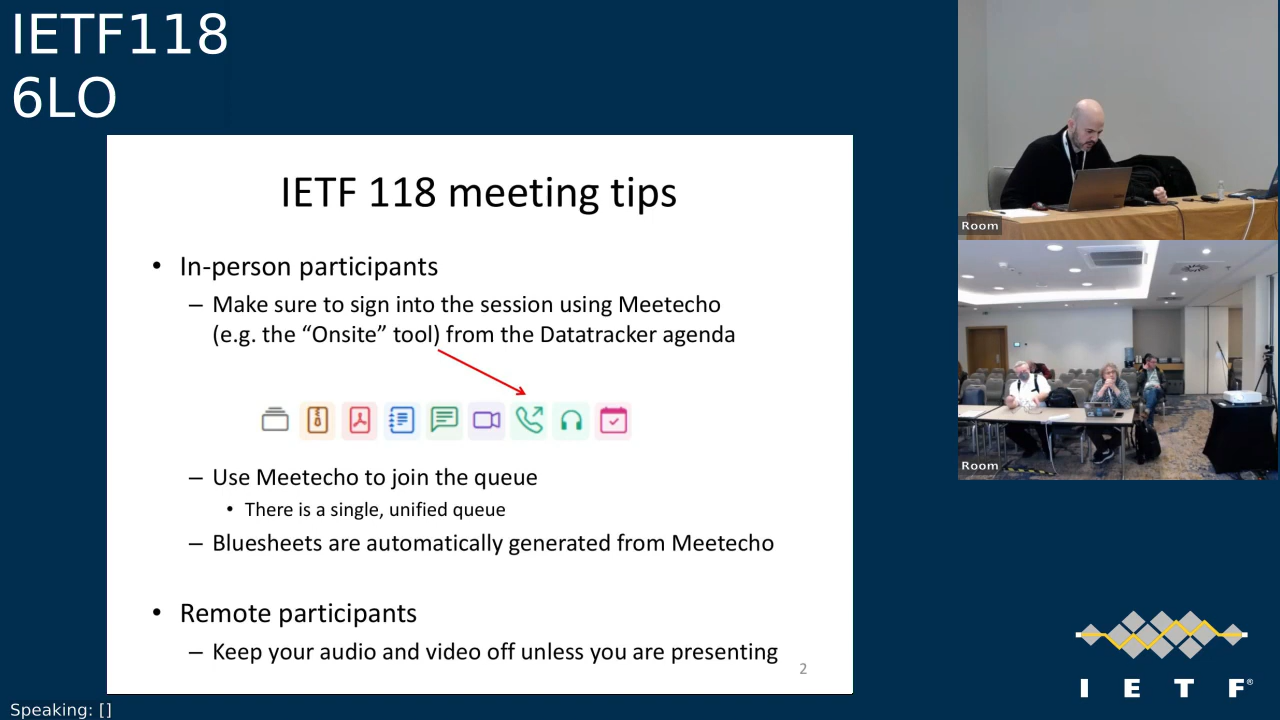 IETF118
6LO
IETF 118 meeting tips
• In-person participants
– Make sure to sign into the session using Meetecho
(e.g. the “Onsite” tool) from the Datatracker agenda
– Use Meetecho to join the queue
• There is a single, unified queue
– Bluesheets are automatically generated from Meetecho
• Remote participants
– Keep your audio and video off unless you are presenting
2
Room
Room
I E T F®
Speaking: []